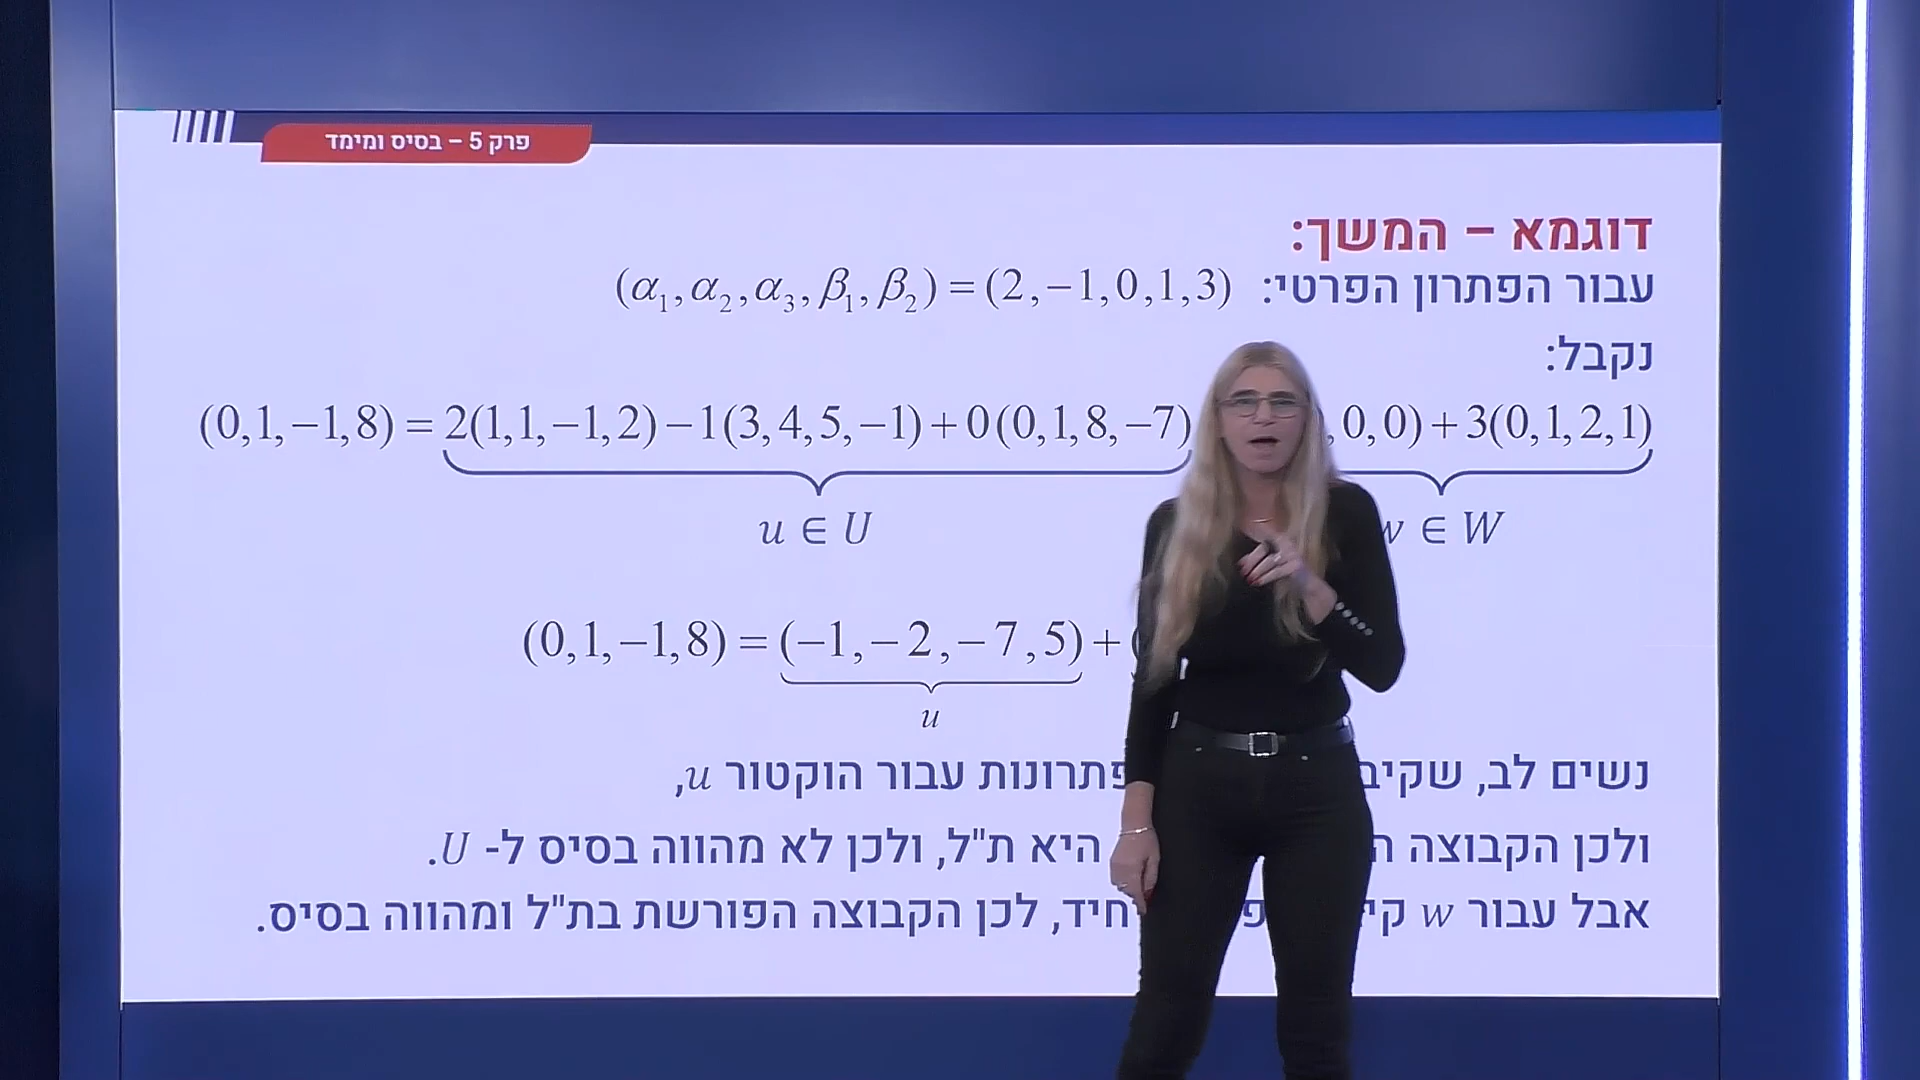 פרק 5 – בסיס ומימד
דוגמא – המשך:
עבור הפתרון הפרטי: (α₁, α₂, α₃, β₁, β₂) = (2, −1, 0, 1, 3)
נקבל:
(0, 1, −1, 8) = 2(1, 1, −1, 2) − 1(3, 4, 5, −1) + 0(0, 1, 8, −7) , 0, 0) + 3(0, 1, 2, 1)
u ∈ U w ∈ W
(0, 1, −1, 8) = (−1, −2, −7, 5) + (
u
נשים לב, פתרונות עבור הוקטור u,
ולכן הקבוצה היא ת"ל, ולכן לא מהווה בסיס ל- U.
אבל עבור w לכן הקבוצה הפורשת בת"ל ומהווה בסיס.